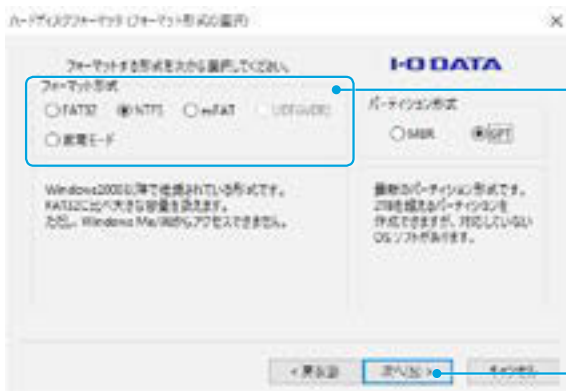 ハードディスクフォーマッタ (フォーマット形式の選択)
フォーマットする形式を次から選択してください。
I-O DATA
フォーマット形式
FAT32 NTFS exFAT
家電モード
パーティション形式
MBR GPT
Windows2000以降で推奨されている形式です。
FAT32に比べ大きな容量を扱えます。
ただし、Windows Me/98からアクセスできません。
最新のパーティション形式です。
2TBを超えるパーティションを
作成できますが、対応していない
OS、ソフトがあります。
< 戻る(B) 次へ(N) > キャンセル